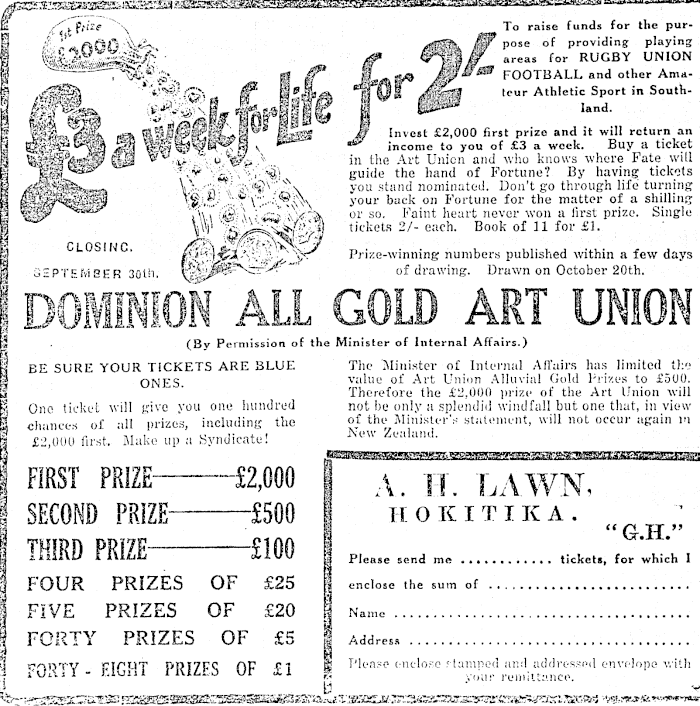 1st Prize
£2,000
£3 a week for Life for 2/-
To raise funds for the pur-
pose of providing playing
areas for RUGBY UNION
FOOTBALL and other Ama-
teur Athletic Sport in South-
land.
Invest £2,000 first prize and it will return an
income to you of £3 a week. Buy a ticket
in the Art Union and who knows where Fate will
guide the hand of Fortune? By having tickets
you stand nominated. Don't go through life turning
your back on Fortune for the matter of a shilling
or so. Faint heart never won a first prize. Single
tickets 2/- each. Book of 11 for £1.
Prize-winning numbers published within a few days
of drawing. Drawn on October 20th.
CLOSING.
SEPTEMBER 30th.
DOMINION ALL GOLD ART UNION
(By Permission of the Minister of Internal Affairs.)
BE SURE YOUR TICKETS ARE BLUE
ONES.
One ticket will give you one hundred
chances of all prizes, including the
£2,000 first. Make up a Syndicate!
FIRST PRIZE———£2,000
SECOND PRIZE———£500
THIRD PRIZE———£100
FOUR PRIZES OF £25
FIVE PRIZES OF £20
FORTY PRIZES OF £5
FORTY-EIGHT PRIZES OF £1
The Minister of Internal Affairs has limited the
value of Art Union Alluvial Gold Prizes to £500.
Therefore the £2,000 prize of the Art Union will
not be only a splendid windfall but one that, in view
of the Minister's statement, will not occur again in
New Zealand.
A. H. LAWN,
HOKITIKA.
"G.H."
Please send me ............ tickets, for which I
enclose the sum of ..............................
Name ..............................
Address ..............................
Please enclose stamped and addressed envelope with
your remittance.